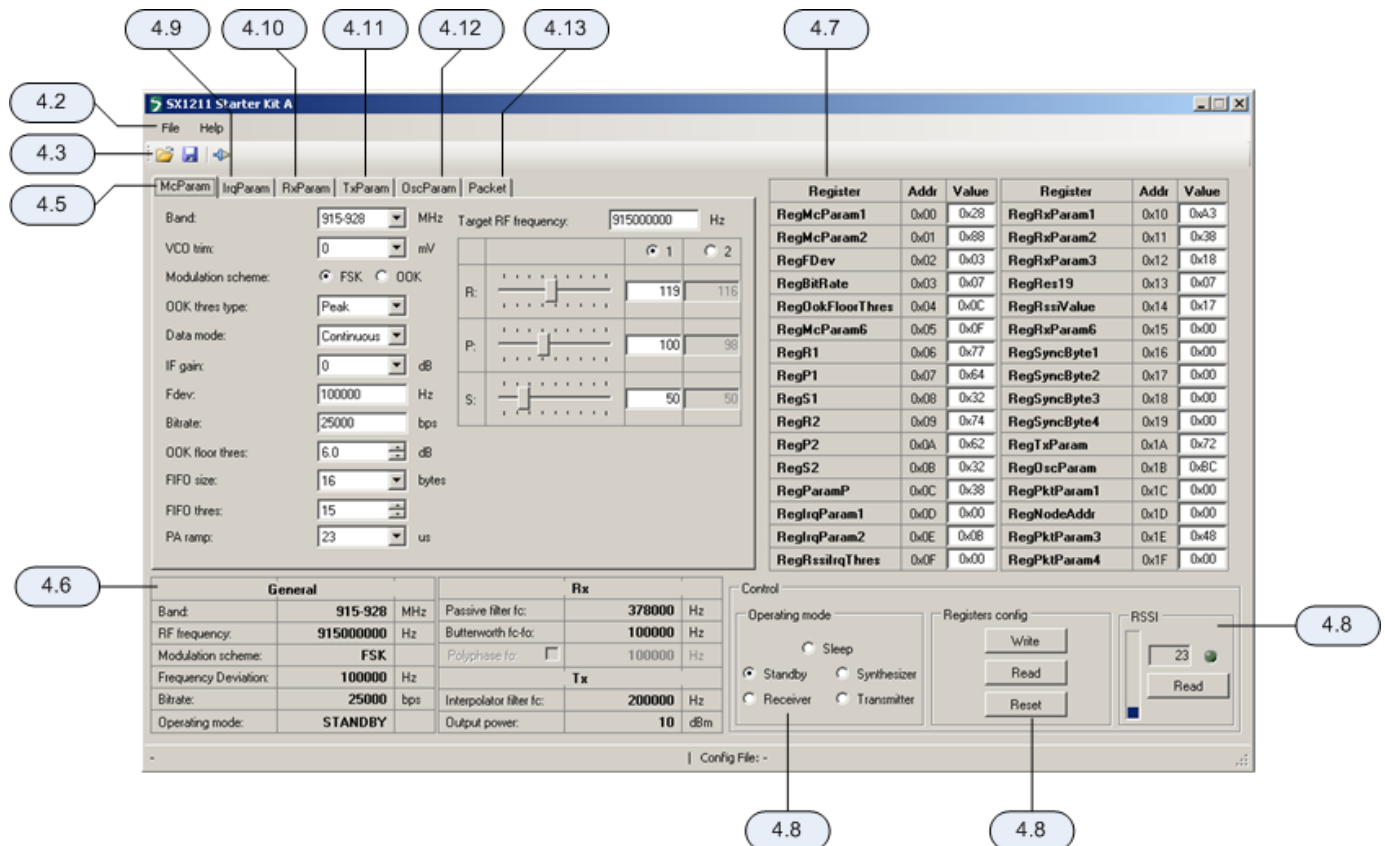 4.9 4.10 4.11 4.12 4.13 4.7
4.2
SX1211 Starter Kit A
File Help
4.3
4.5
McParam IrqParam RxParam TxParam OscParam Packet
Band: 915-928 MHz
VCO trim: 0 mV
Modulation scheme: FSK OOK
OOK thres type: Peak
Data mode: Continuous
IF gain: 0 dB
Fdev: 100000 Hz
Bitrate: 25000 bps
OOK floor thres: 6.0 dB
FIFO size: 16 bytes
FIFO thres: 15
PA ramp: 23 us
Target RF frequency: 915000000 Hz
1 2
R: 119 116
P: 100 98
S: 50 50
Register Addr Value Register Addr Value
RegMcParam1 0x00 0x28 RegRxParam1 0x10 0xA3
RegMcParam2 0x01 0x88 RegRxParam2 0x11 0x38
RegFDev 0x02 0x03 RegRxParam3 0x12 0x18
RegBitRate 0x03 0x07 RegRes19 0x13 0x07
RegOokFloorThres 0x04 0x0C RegRssiValue 0x14 0x17
RegMcParam6 0x05 0x0F RegRxParam6 0x15 0x00
RegR1 0x06 0x77 RegSyncByte1 0x16 0x00
RegP1 0x07 0x64 RegSyncByte2 0x17 0x00
RegS1 0x08 0x32 RegSyncByte3 0x18 0x00
RegR2 0x09 0x74 RegSyncByte4 0x19 0x00
RegP2 0x0A 0x62 RegTxParam 0x1A 0x72
RegS2 0x0B 0x32 RegOscParam 0x1B 0xBC
RegParamP 0x0C 0x38 RegPktParam1 0x1C 0x00
RegIrqParam1 0x0D 0x00 RegNodeAddr 0x1D 0x00
RegIrqParam2 0x0E 0x0B RegPktParam3 0x1E 0x48
RegRssiIrqThres 0x0F 0x00 RegPktParam4 0x1F 0x00
4.6
General
Band: 915-928 MHz
RF frequency: 915000000 Hz
Modulation scheme: FSK
Frequency Deviation: 100000 Hz
Bitrate: 25000 bps
Operating mode: STANDBY
Rx
Passive filter fc: 378000 Hz
Butterworth fc-fo: 100000 Hz
Polyphase fo: 100000 Hz
Tx
Interpolator filter fc: 200000 Hz
Output power: 10 dBm
Control
Operating mode
Sleep
Standby Synthesizer
Receiver Transmitter
Registers config
Write
Read
Reset
RSSI
23
Read
4.8
- | Config File: -
4.8 4.8